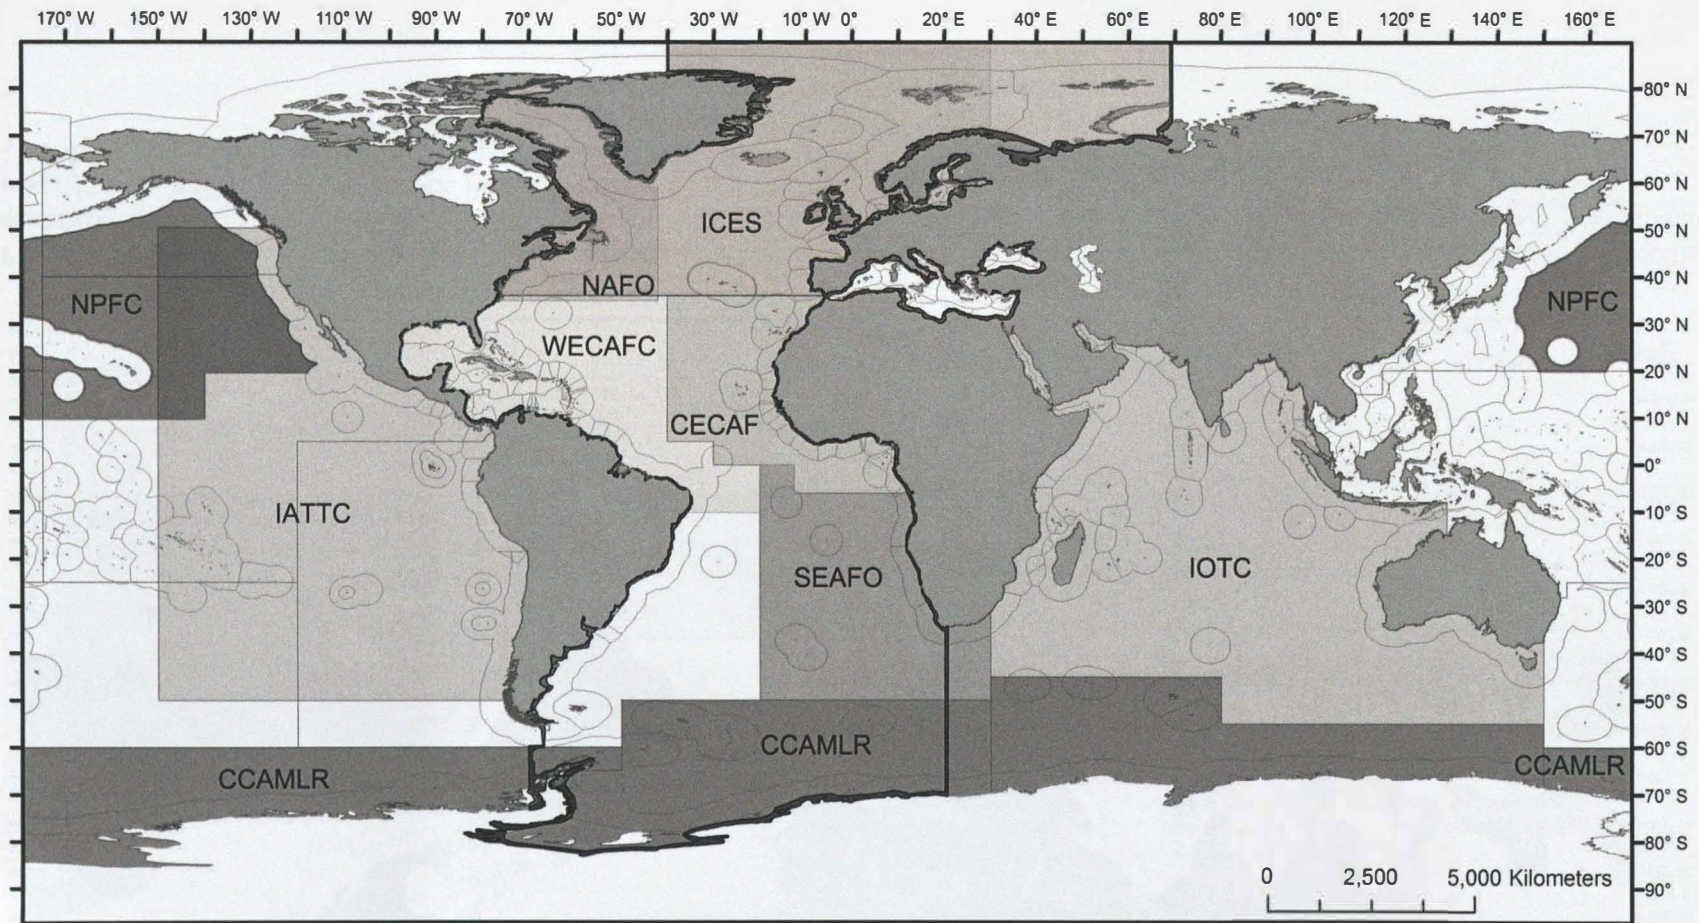 170° W 150° W 130° W 110° W 90° W 70° W 50° W 30° W 10° W 0° 20° E 40° E 60° E 80° E 100° E 120° E 140° E 160° E
80° N
70° N
60° N
ICES
50° N
40° N
NAFO
NPFC
NPFC
30° N
WECAFC
20° N
CECAF
10° N
0°
IATTC
10° S
SEAFO
IOTC
20° S
30° S
40° S
50° S
CCAMLR
60° S
CCAMLR
CCAMLR
70° S
80° S
0 2,500 5,000 Kilometers
90°